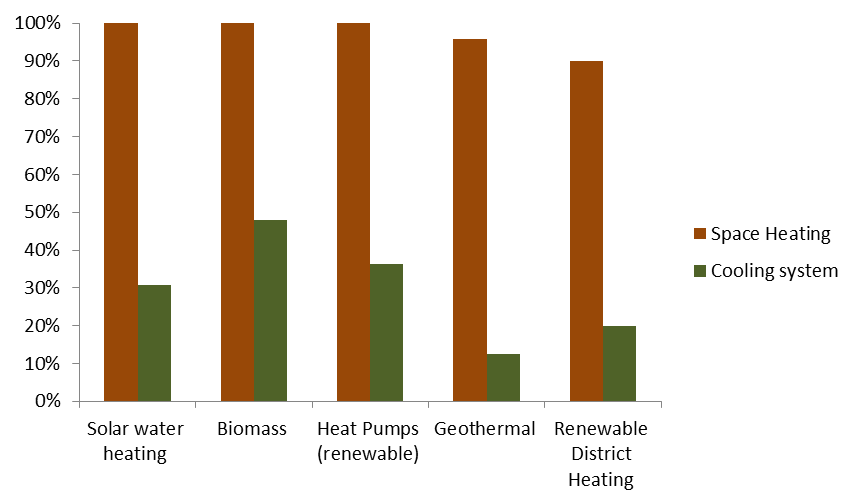 100%
90%
80%
70%
60%
50%
40%
30%
20%
10%
0%
Solar water
heating
Biomass
Heat Pumps
(renewable)
Geothermal
Renewable
District
Heating
Space Heating
Cooling system